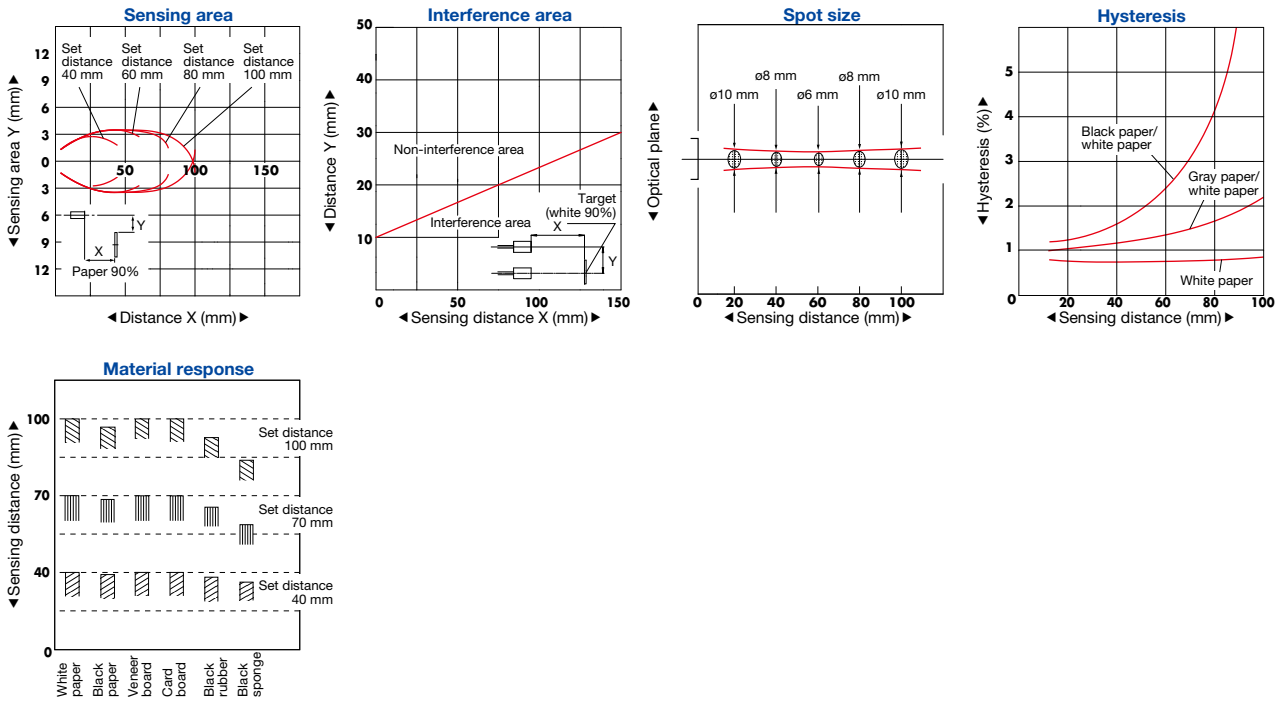 Sensing area
12
9
6
3
0
3
6
9
12
◄Sensing area Y (mm)►
Set
distance
40 mm
Set
distance
60 mm
Set
distance
80 mm
Set
distance
100 mm
50
100
150
X
Y
Paper 90%
◄Distance X (mm)►
Interference area
50
40
30
20
10
0
50
100
150
◄Distance Y (mm)►
Non-interference area
Interference area
Target
(white 90%)
X
Y
◄Sensing distance X (mm)►
Spot size
◄Optical plane►
ø10 mm
ø8 mm
ø6 mm
ø8 mm
ø10 mm
0
20
40
60
80
100
◄Sensing distance (mm)►
Hysteresis
5
4
3
2
1
0
◄Hysteresis (%)►
Black paper/
white paper
Gray paper/
white paper
White paper
20
40
60
80
100
◄Sensing distance (mm)►
Material response
100
70
40
0
◄Sensing distance (mm)►
Set distance
100 mm
Set distance
70 mm
Set distance
40 mm
White
paper
Black
paper
Veneer
board
Card
board
Black
rubber
Black
sponge